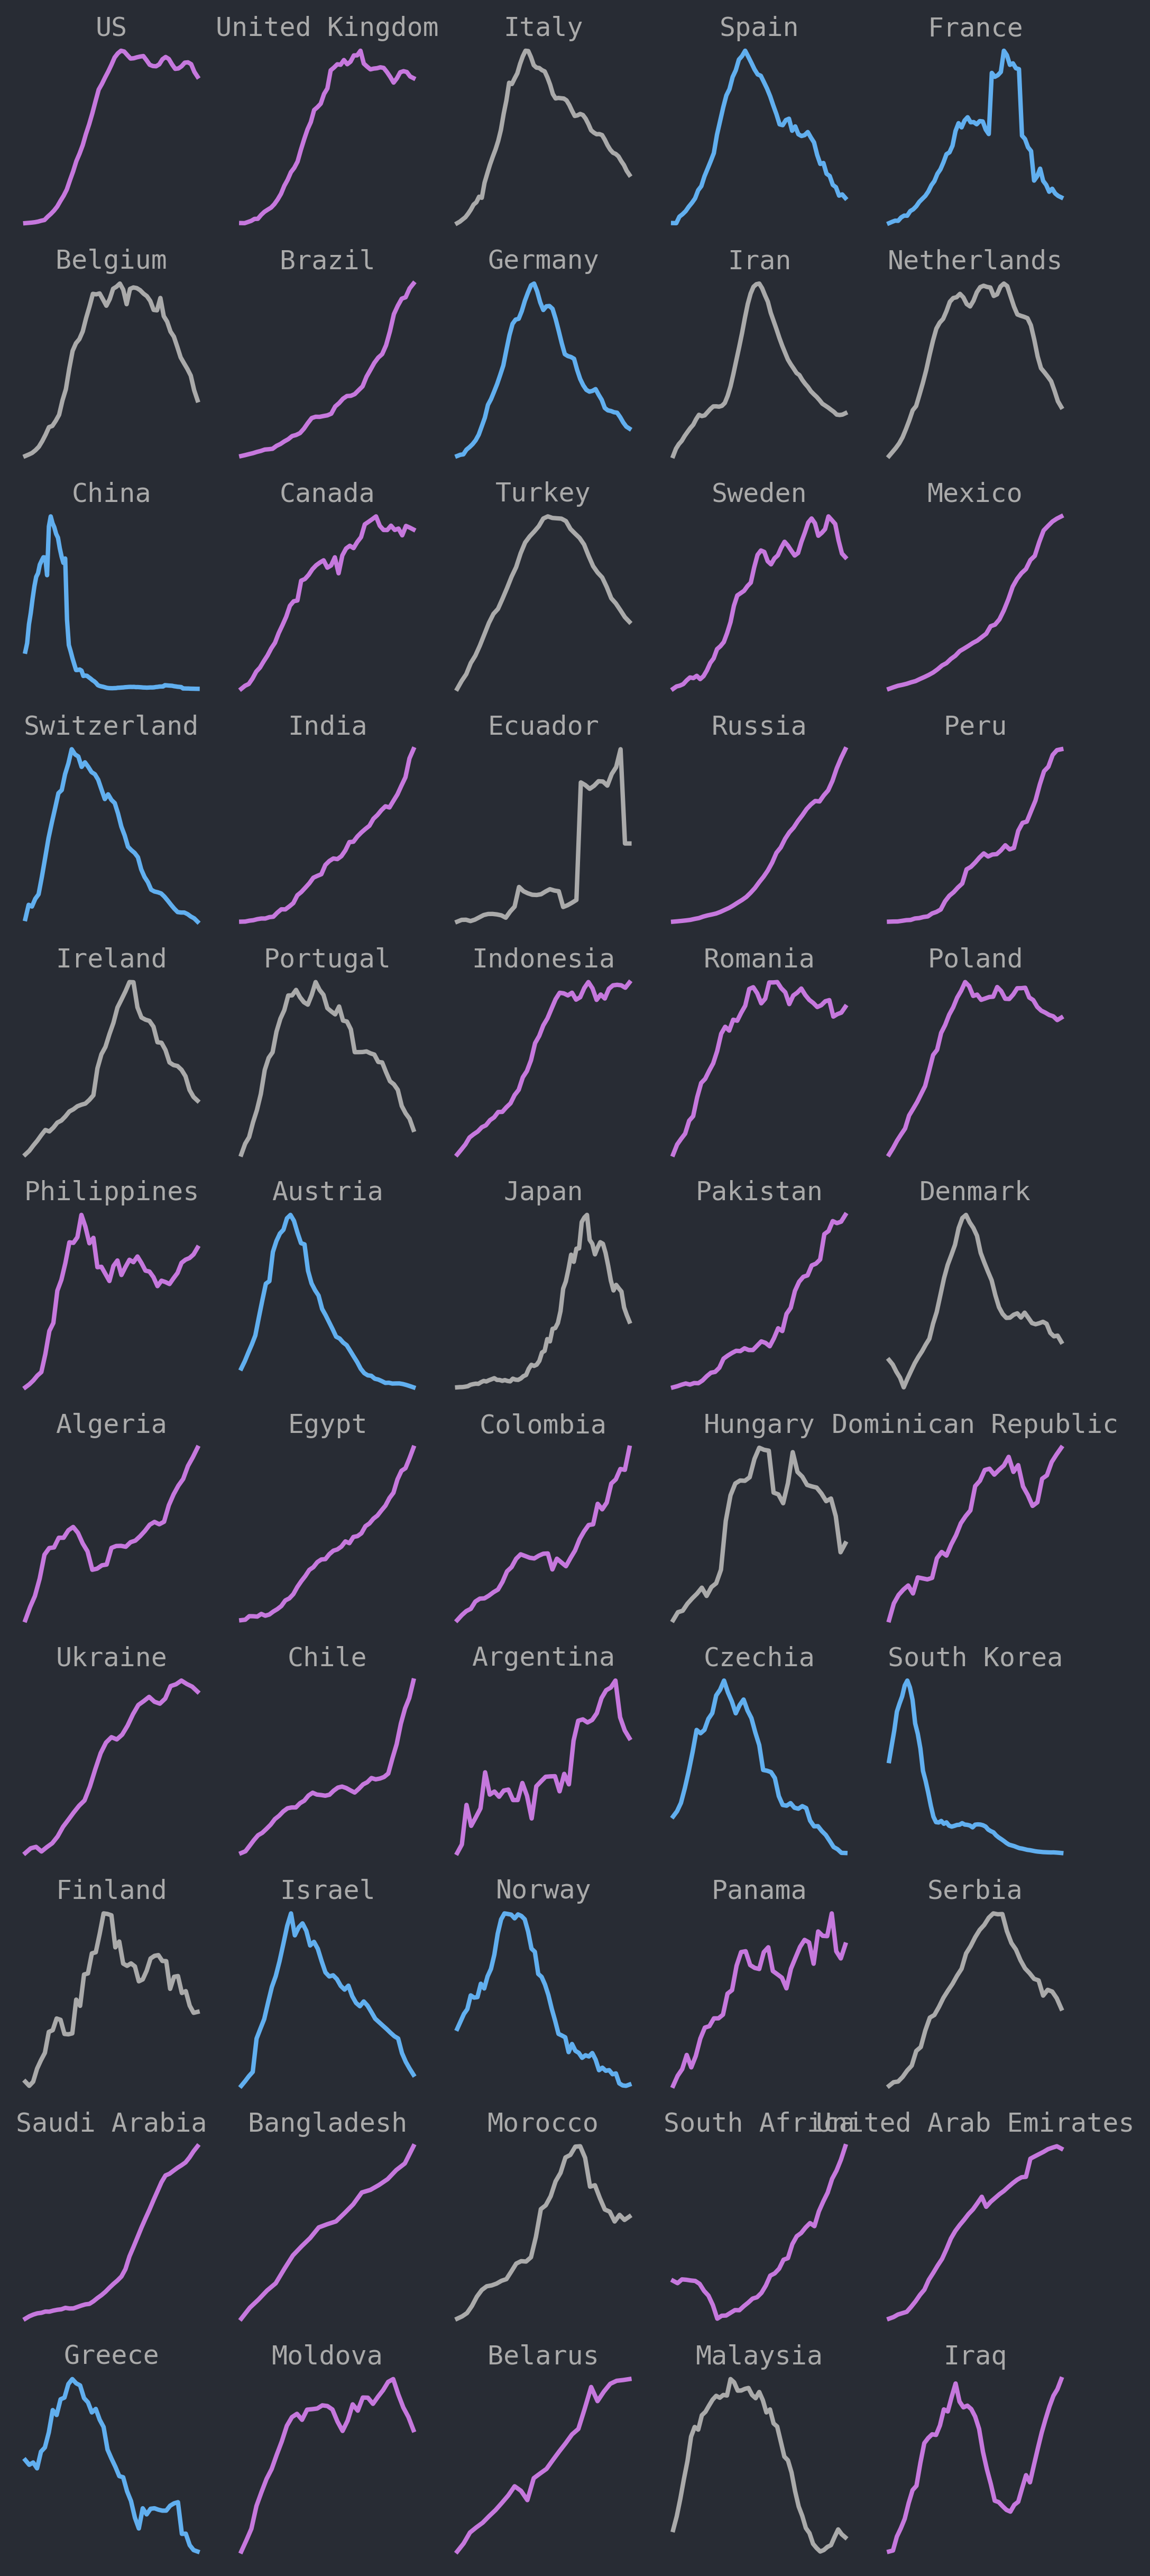 US United Kingdom Italy Spain France
Belgium Brazil Germany Iran Netherlands
China Canada Turkey Sweden Mexico
Switzerland India Ecuador Russia Peru
Ireland Portugal Indonesia Romania Poland
Philippines Austria Japan Pakistan Denmark
Algeria Egypt Colombia Hungary Dominican Republic
Ukraine Chile Argentina Czechia South Korea
Finland Israel Norway Panama Serbia
Saudi Arabia Bangladesh Morocco South Africa United Arab Emirates
Greece Moldova Belarus Malaysia Iraq